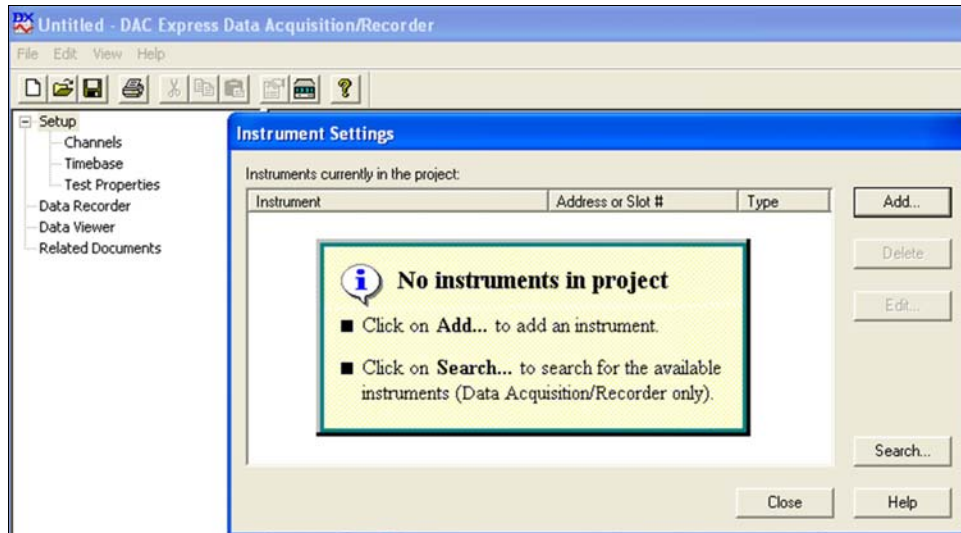 Untitled - DAC Express Data Acquisition/Recorder
File Edit View Help
Setup
Channels
Timebase
Test Properties
Data Recorder
Data Viewer
Related Documents
Instrument Settings
Instruments currently in the project:
Instrument Address or Slot # Type
No instruments in project
Click on Add... to add an instrument.
Click on Search... to search for the available
instruments (Data Acquisition/Recorder only).
Add...
Delete
Edit...
Search...
Close Help